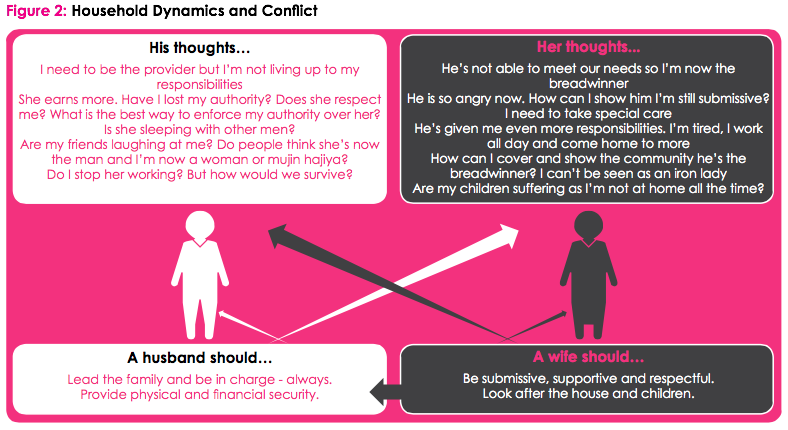 Figure 2: Household Dynamics and Conflict
His thoughts…
I need to be the provider but I'm not living up to my
responsibilities
She earns more. Have I lost my authority? Does she respect
me? What is the best way to enforce my authority over her?
Is she sleeping with other men?
Are my friends laughing at me? Do people think she's now
the man and I'm now a woman or mujin hajiya?
Do I stop her working? But how would we survive?
Her thoughts...
He's not able to meet our needs so I'm now the
breadwinner
He is so angry now. How can I show him I'm still submissive?
I need to take special care
He's given me even more responsibilities. I'm tired, I work
all day and come home to more
How can I cover and show the community he's the
breadwinner? I can't be seen as an iron lady
Are my children suffering as I'm not at home all the time?
A husband should…
Lead the family and be in charge - always.
Provide physical and financial security.
A wife should…
Be submissive, supportive and respectful.
Look after the house and children.